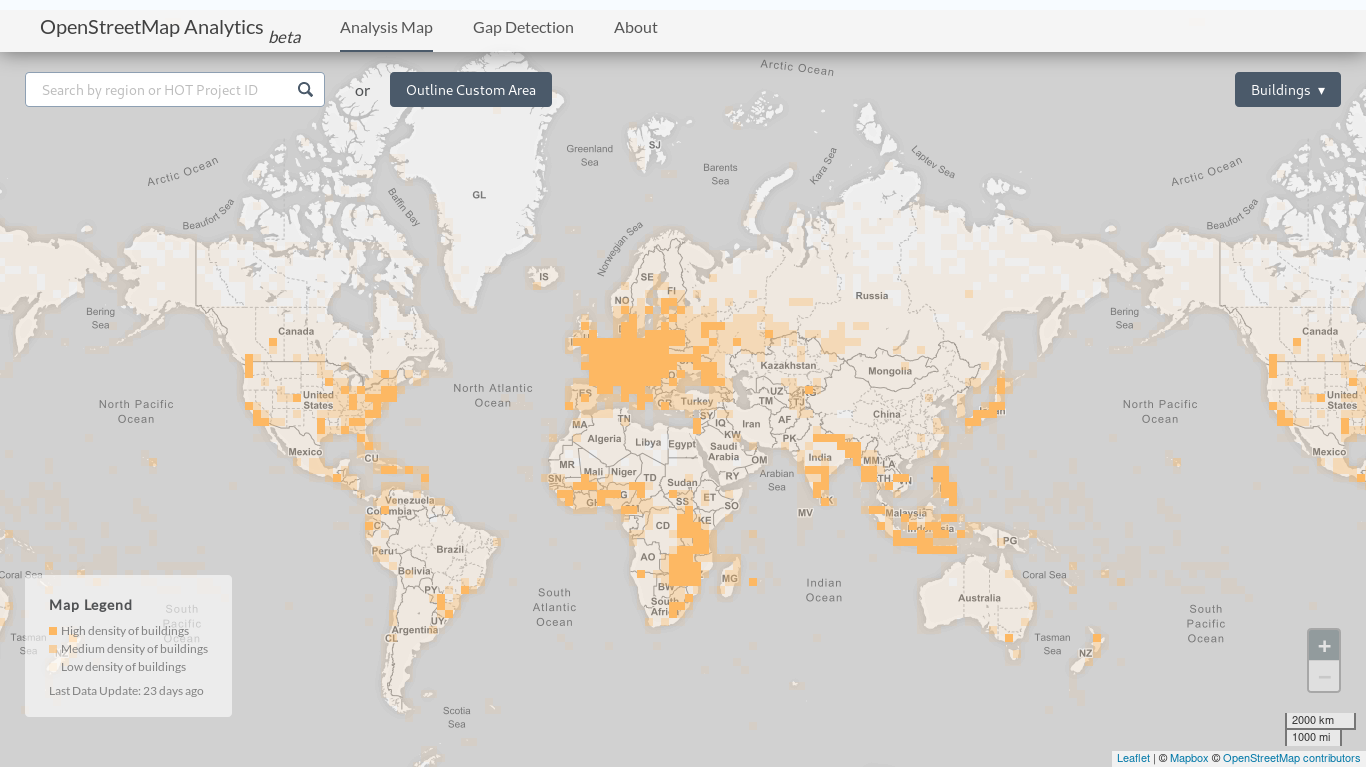 OpenStreetMap Analytics beta
Analysis Map
Gap Detection
About
Search by region or HOT Project ID
or
Outline Custom Area
Buildings ▾
Arctic Ocean
Greenland
Sea
SJ
Barents
Sea
Kara Sea
Laptev Sea
Arctic Ocean
Arctic Ocean
Beaufort Sea
Baffin Bay
GL
Norwegian Sea
Beaufort Sea
IS
SE
FI
NO
Russia
Bering
Sea
Canada
Bering
Sea
Canada
Kazakhstan
Mongolia
North Atlantic
Ocean
United
States
ES
Turkey
UZ
TM
TJ
KG
China
North Pacific
Ocean
North Pacific
Ocean
United
States
MA
TN
SY
IQ
Iran
AF
PK
KW
Algeria
Libya
Egypt
Saudi
Arabia
OM
Mexico
Mexico
CU
MR
Mali
Niger
TD
Sudan
RY
Arabian
Sea
India
MM
LA
TH
VN
SN
GH
SS
ET
SO
MV
Venezuela
Colombia
CD
KE
Malaysia
Indonesia
PG
Peru
Brazil
Bolivia
AO
MG
BW
South
Africa
PY
UY
CL
Argentina
South
Atlantic
Ocean
Indian
Ocean
Coral Sea
Australia
Tasman
Sea
NZ
South
Pacific
Ocean
Coral Sea
South
Pacific
Ocean
Tasman
Sea
NZ
Scotia
Sea
Map Legend
High density of buildings
Medium density of buildings
Low density of buildings
Last Data Update: 23 days ago
+
−
2000 km
1000 mi
Leaflet | © Mapbox © OpenStreetMap contributors